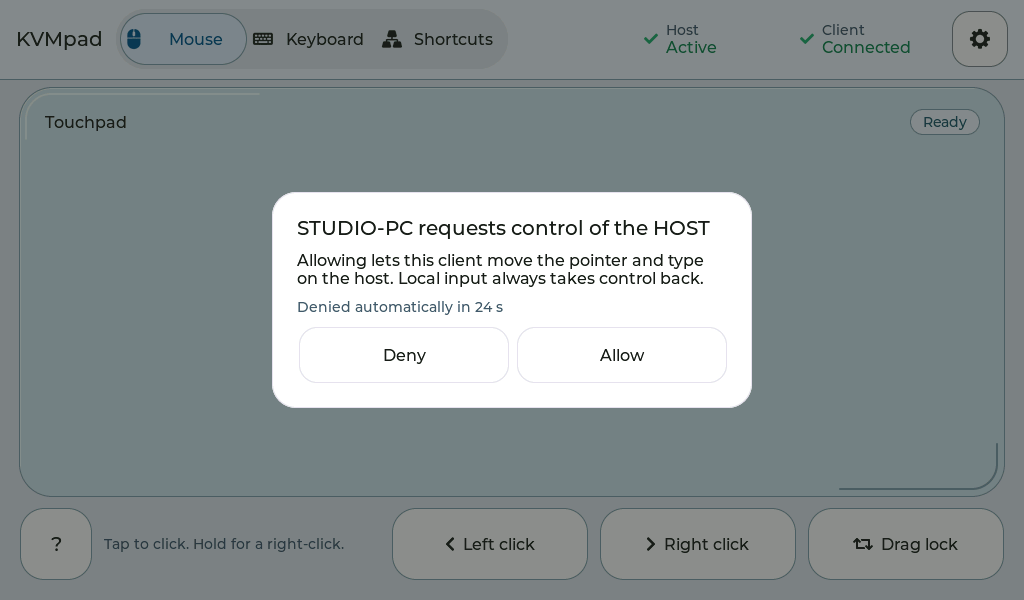 KVMpad
Mouse
Keyboard
Shortcuts
Host
Active
Client
Connected
Touchpad
Ready
STUDIO-PC requests control of the HOST
Allowing lets this client move the pointer and type
on the host. Local input always takes control back.
Denied automatically in 24 s
Deny
Allow
?
Tap to click. Hold for a right-click.
Left click
Right click
Drag lock